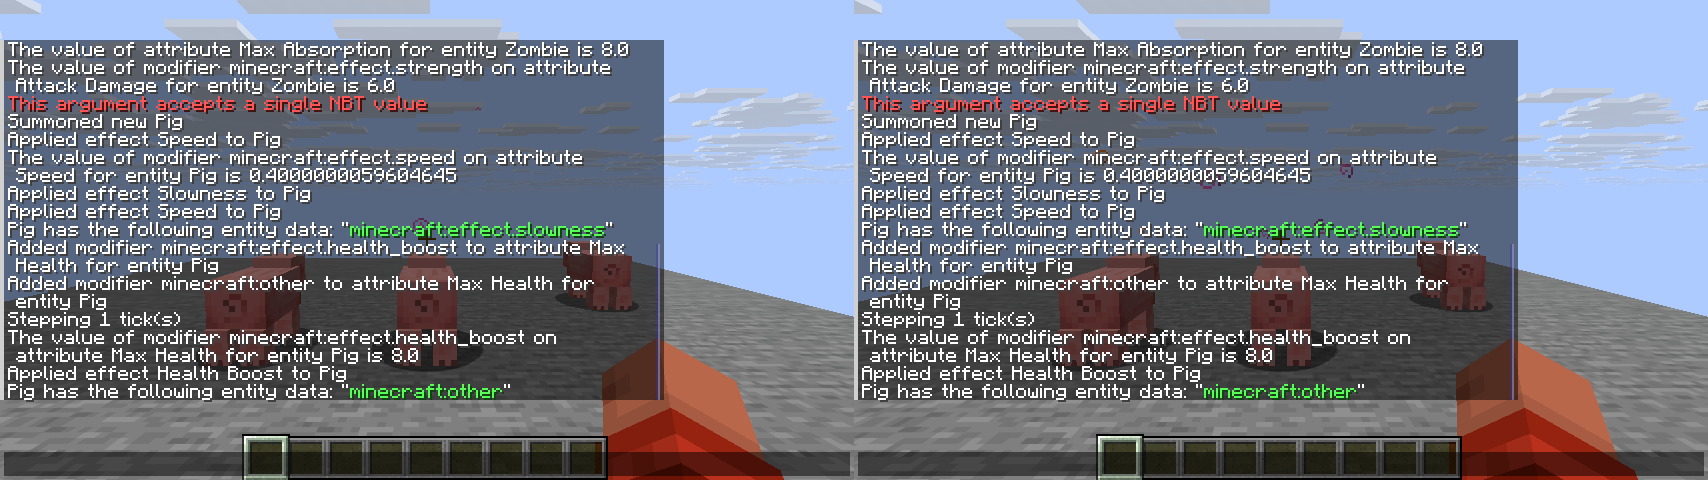 The value of attribute Max Absorption for entity Zombie is 8.0
The value of modifier minecraft:effect.strength on attribute
Attack Damage for entity Zombie is 6.0
This argument accepts a single NBT value
Summoned new Pig
Applied effect Speed to Pig
The value of modifier minecraft:effect.speed on attribute
Speed for entity Pig is 0.4000000059604645
Applied effect Slowness to Pig
Applied effect Speed to Pig
Pig has the following entity data: "minecraft:effect.slowness"
Added modifier minecraft:effect.health_boost to attribute Max
Health for entity Pig
Added modifier minecraft:other to attribute Max Health for
entity Pig
Stepping 1 tick(s)
The value of modifier minecraft:effect.health_boost on
attribute Max Health for entity Pig is 8.0
Applied effect Health Boost to Pig
Pig has the following entity data: "minecraft:other"
The value of attribute Max Absorption for entity Zombie is 8.0
The value of modifier minecraft:effect.strength on attribute
Attack Damage for entity Zombie is 6.0
This argument accepts a single NBT value
Summoned new Pig
Applied effect Speed to Pig
The value of modifier minecraft:effect.speed on attribute
Speed for entity Pig is 0.4000000059604645
Applied effect Slowness to Pig
Applied effect Speed to Pig
Pig has the following entity data: "minecraft:effect.slowness"
Added modifier minecraft:effect.health_boost to attribute Max
Health for entity Pig
Added modifier minecraft:other to attribute Max Health for
entity Pig
Stepping 1 tick(s)
The value of modifier minecraft:effect.health_boost on
attribute Max Health for entity Pig is 8.0
Applied effect Health Boost to Pig
Pig has the following entity data: "minecraft:other"